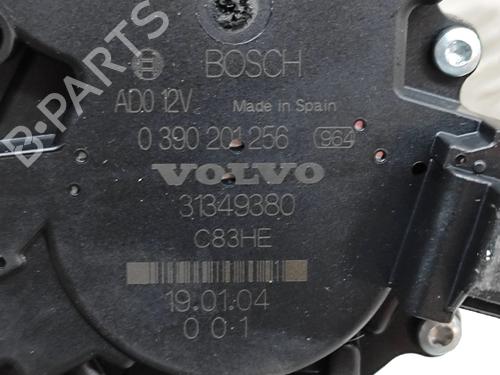 BOSCH
AD0 12V Made in Spain
0 390 201 256 964
VOLVO
31349380
C83HE
19.01.04
0 0 1
B-PARTS